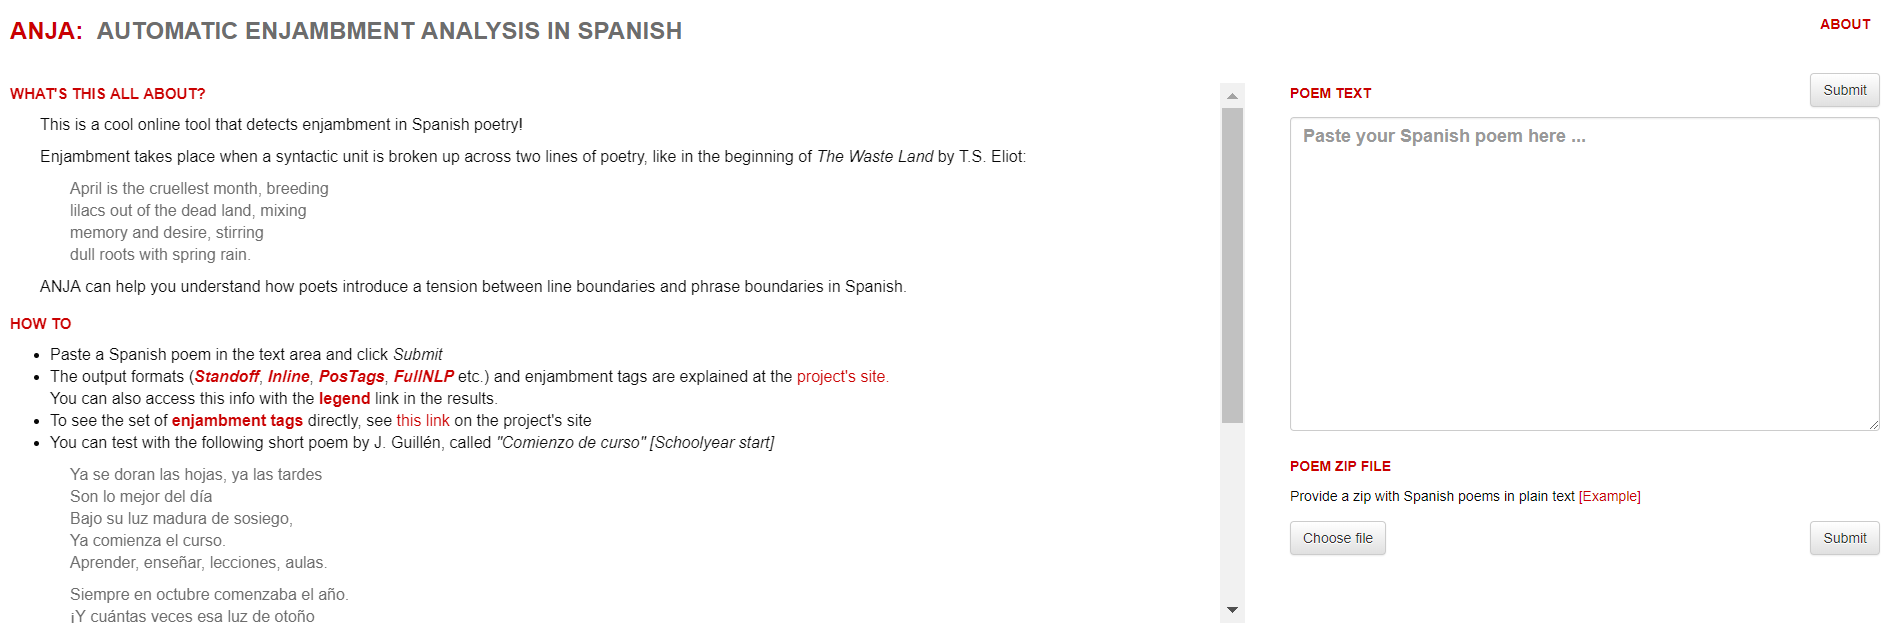 ANJA: AUTOMATIC ENJAMBMENT ANALYSIS IN SPANISH
ABOUT
WHAT'S THIS ALL ABOUT?
This is a cool online tool that detects enjambment in Spanish poetry!
Enjambment takes place when a syntactic unit is broken up across two lines of poetry, like in the beginning of The Waste Land by T.S. Eliot:
April is the cruellest month, breeding
lilacs out of the dead land, mixing
memory and desire, stirring
dull roots with spring rain.
ANJA can help you understand how poets introduce a tension between line boundaries and phrase boundaries in Spanish.
HOW TO
• Paste a Spanish poem in the text area and click Submit
• The output formats (Standoff, Inline, PosTags, FullNLP etc.) and enjambment tags are explained at the project's site.
You can also access this info with the legend link in the results.
• To see the set of enjambment tags directly, see this link on the project's site
• You can test with the following short poem by J. Guillén, called "Comienzo de curso" [Schoolyear start]
Ya se doran las hojas, ya las tardes
Son lo mejor del día
Bajo su luz madura de sosiego,
Ya comienza el curso.
Aprender, enseñar, lecciones, aulas.
Siempre en octubre comenzaba el año.
¡Y cuántas veces esa luz de otoño
POEM TEXT
Submit
Paste your Spanish poem here ...
POEM ZIP FILE
Provide a zip with Spanish poems in plain text [Example]
Choose file
Submit